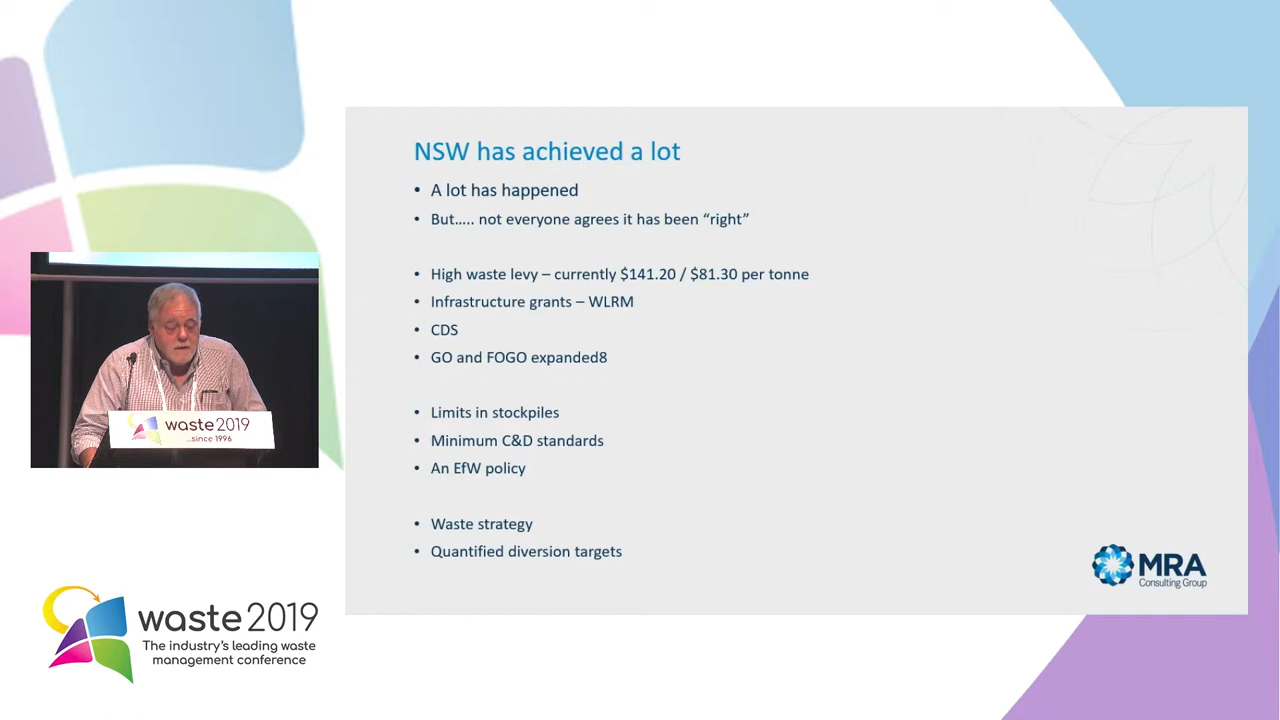 NSW has achieved a lot
• A lot has happened
• But..... not everyone agrees it has been “right”
• High waste levy – currently $141.20 / $81.30 per tonne
• Infrastructure grants – WLRM
• CDS
• GO and FOGO expanded8
• Limits in stockpiles
• Minimum C&D standards
• An EfW policy
• Waste strategy
• Quantified diversion targets
MRA
Consulting Group
waste 2019
...since 1996
waste 2019
The industry's leading waste
management conference